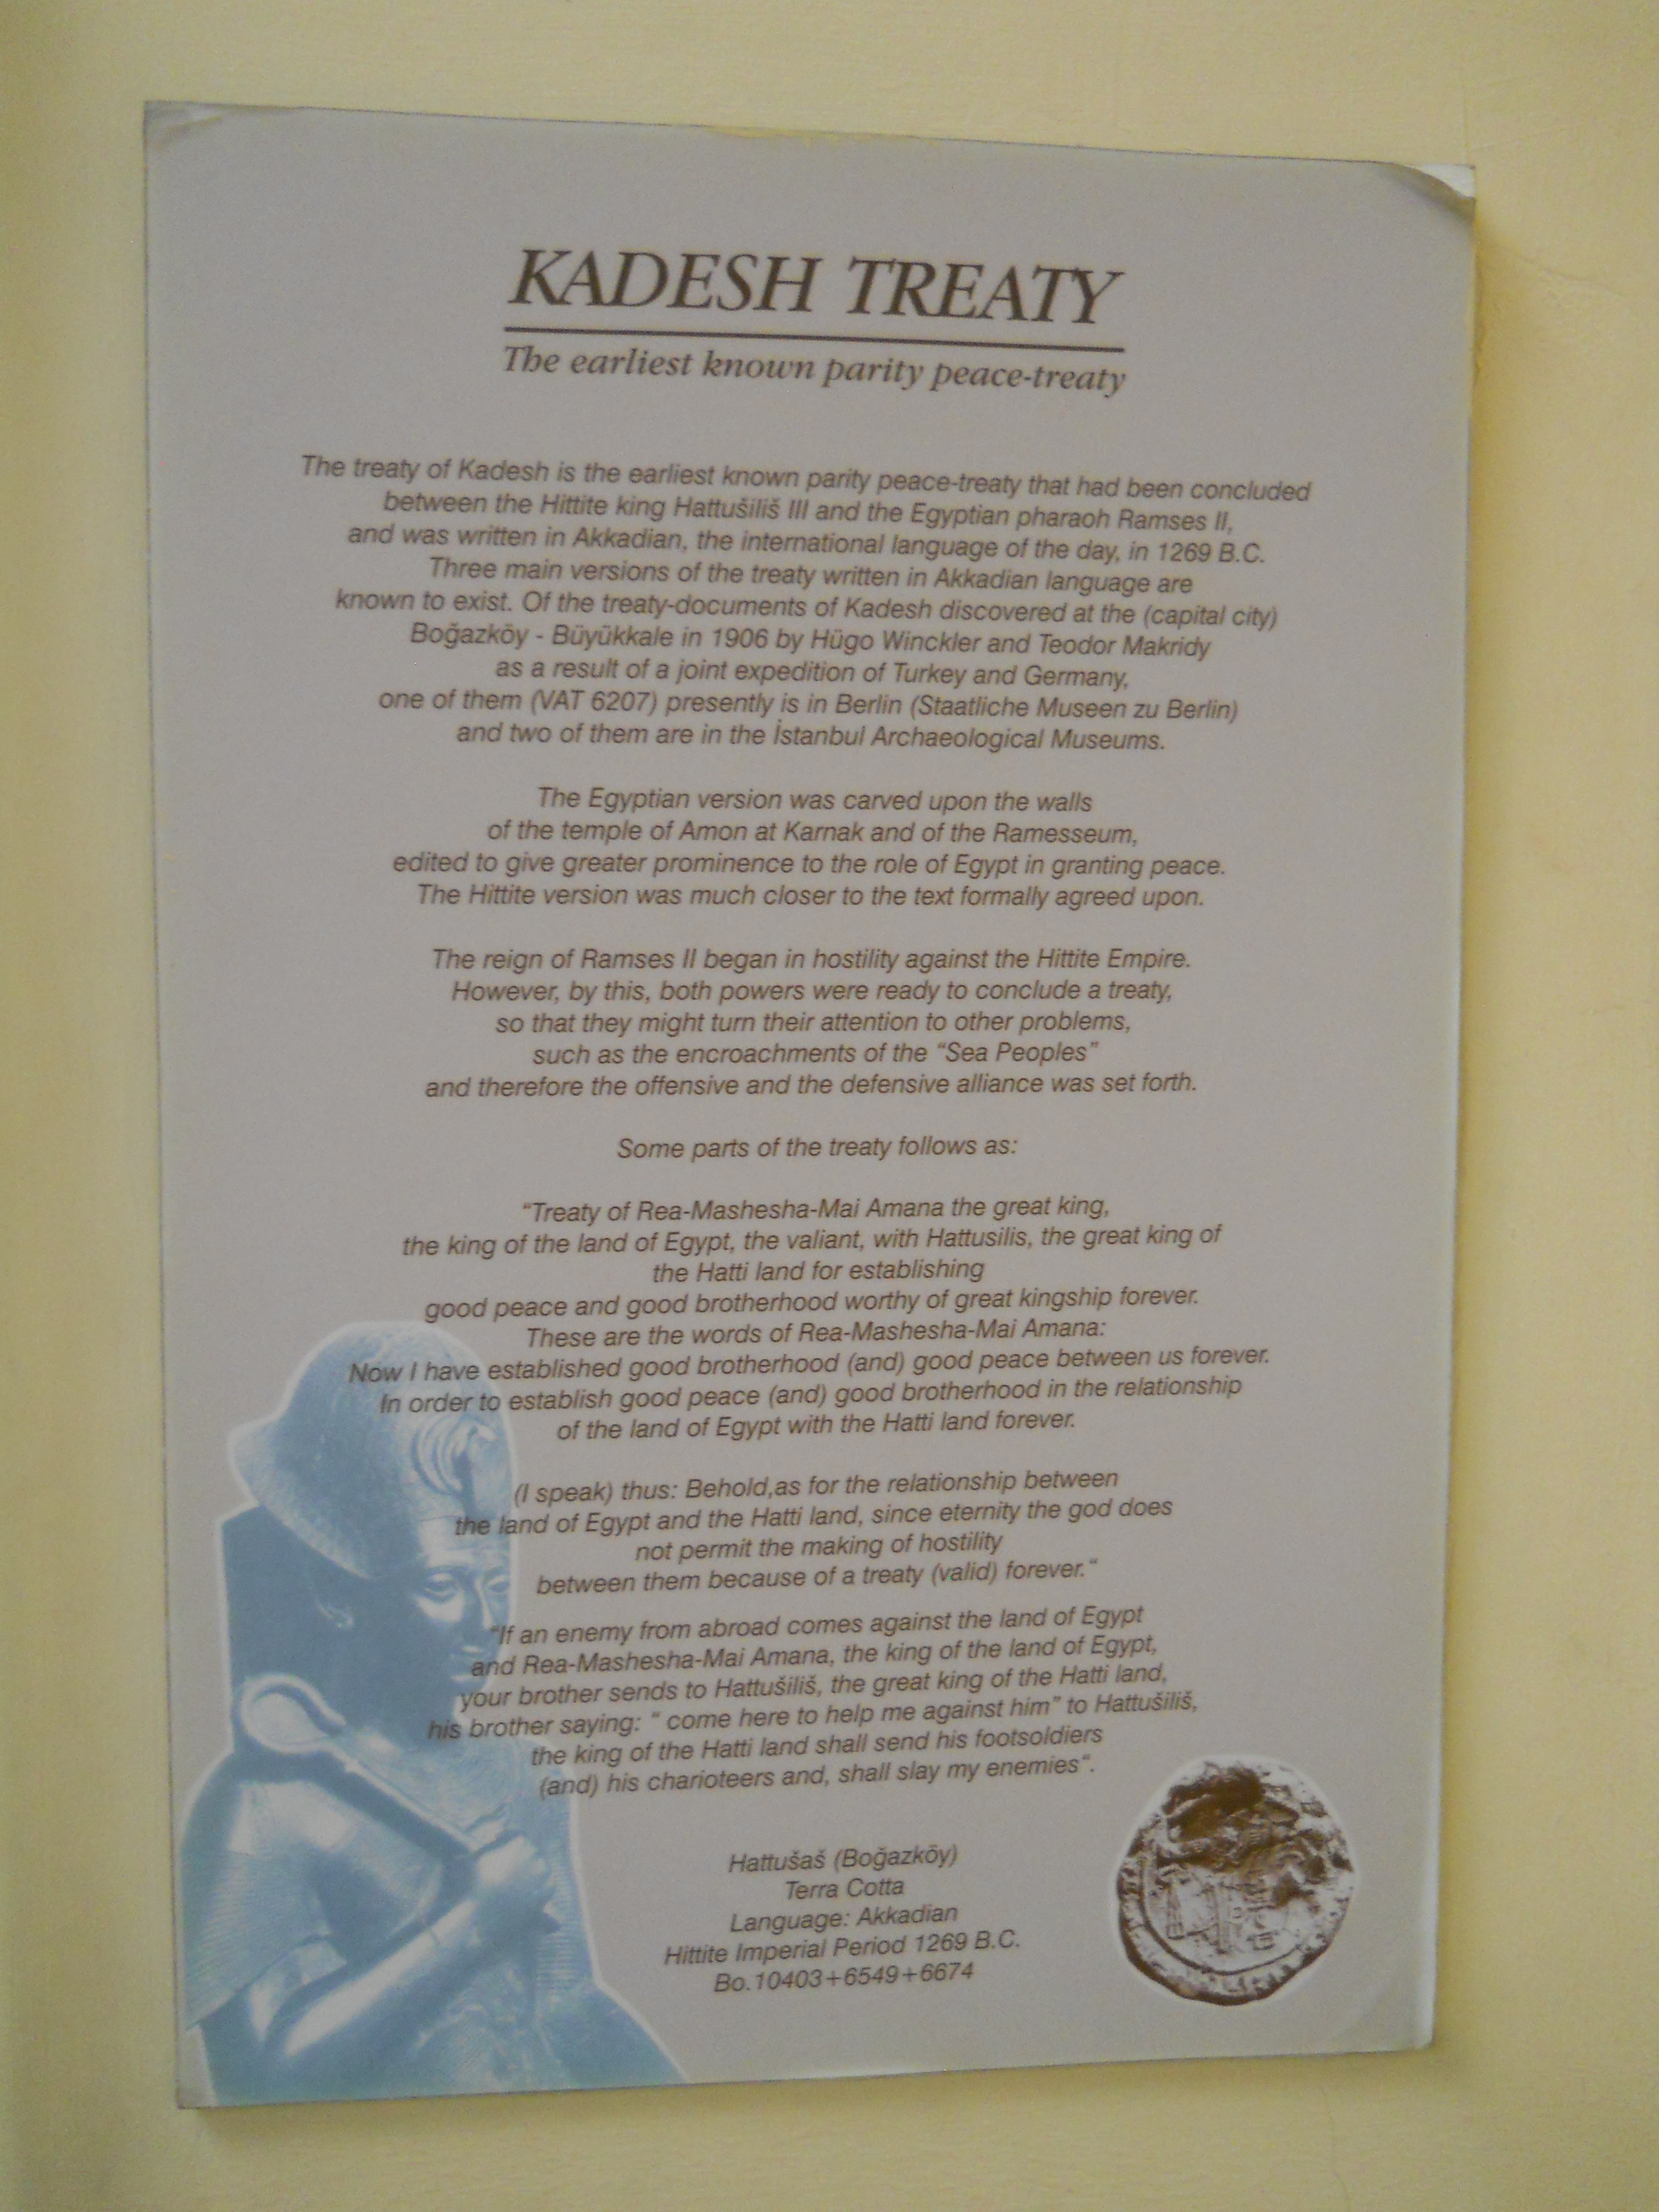 KADESH TREATY
The earliest known parity peace-treaty
The treaty of Kadesh is the earliest known parity peace-treaty that had been concluded
between the Hittite king Hattušiliš III and the Egyptian pharaoh Ramses II,
and was written in Akkadian, the international language of the day, in 1269 B.C.
Three main versions of the treaty written in Akkadian language are
known to exist. Of the treaty-documents of Kadesh discovered at the (capital city)
Boğazköy - Büyükkale in 1906 by Hügo Winckler and Teodor Makridy
as a result of a joint expedition of Turkey and Germany,
one of them (VAT 6207) presently is in Berlin (Staatliche Museen zu Berlin)
and two of them are in the İstanbul Archaeological Museums.
The Egyptian version was carved upon the walls
of the temple of Amon at Karnak and of the Ramesseum,
edited to give greater prominence to the role of Egypt in granting peace.
The Hittite version was much closer to the text formally agreed upon.
The reign of Ramses II began in hostility against the Hittite Empire.
However, by this, both powers were ready to conclude a treaty,
so that they might turn their attention to other problems,
such as the encroachments of the “Sea Peoples”
and therefore the offensive and the defensive alliance was set forth.
Some parts of the treaty follows as:
“Treaty of Rea-Mashesha-Mai Amana the great king,
the king of the land of Egypt, the valiant, with Hattusilis, the great king of
the Hatti land for establishing
good peace and good brotherhood worthy of great kingship forever.
These are the words of Rea-Mashesha-Mai Amana:
Now I have established good brotherhood (and) good peace between us forever.
In order to establish good peace (and) good brotherhood in the relationship
of the land of Egypt with the Hatti land forever.
(I speak) thus: Behold,as for the relationship between
the land of Egypt and the Hatti land, since eternity the god does
not permit the making of hostility
between them because of a treaty (valid) forever.“
“If an enemy from abroad comes against the land of Egypt
and Rea-Mashesha-Mai Amana, the king of the land of Egypt,
your brother sends to Hattušiliš, the great king of the Hatti land,
his brother saying: “ come here to help me against him” to Hattušiliš,
the king of the Hatti land shall send his footsoldiers
(and) his charioteers and, shall slay my enemies“.
Hattušaš (Boğazköy)
Terra Cotta
Language: Akkadian
Hittite Imperial Period 1269 B.C.
Bo.10403+6549+6674